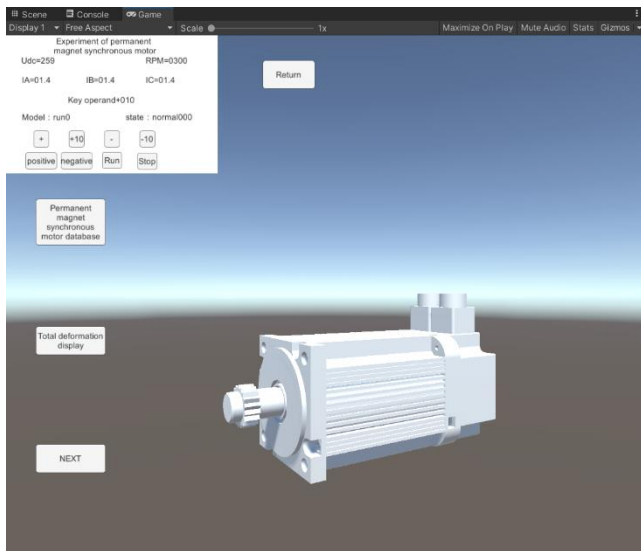 Scene Console Game
Display 1 Free Aspect Scale 1x Maximize On Play Mute Audio Stats Gizmos
Experiment of permanent
magnet synchronous motor
Udc=259 RPM=0300
IA=01.4 IB=01.4 IC=01.4
Key operand+010
Model : run0 state : normal000
+ +10 - -10
positive negative Run Stop
Return
Permanent
magnet
synchronous
motor database
Total deformation
display
NEXT